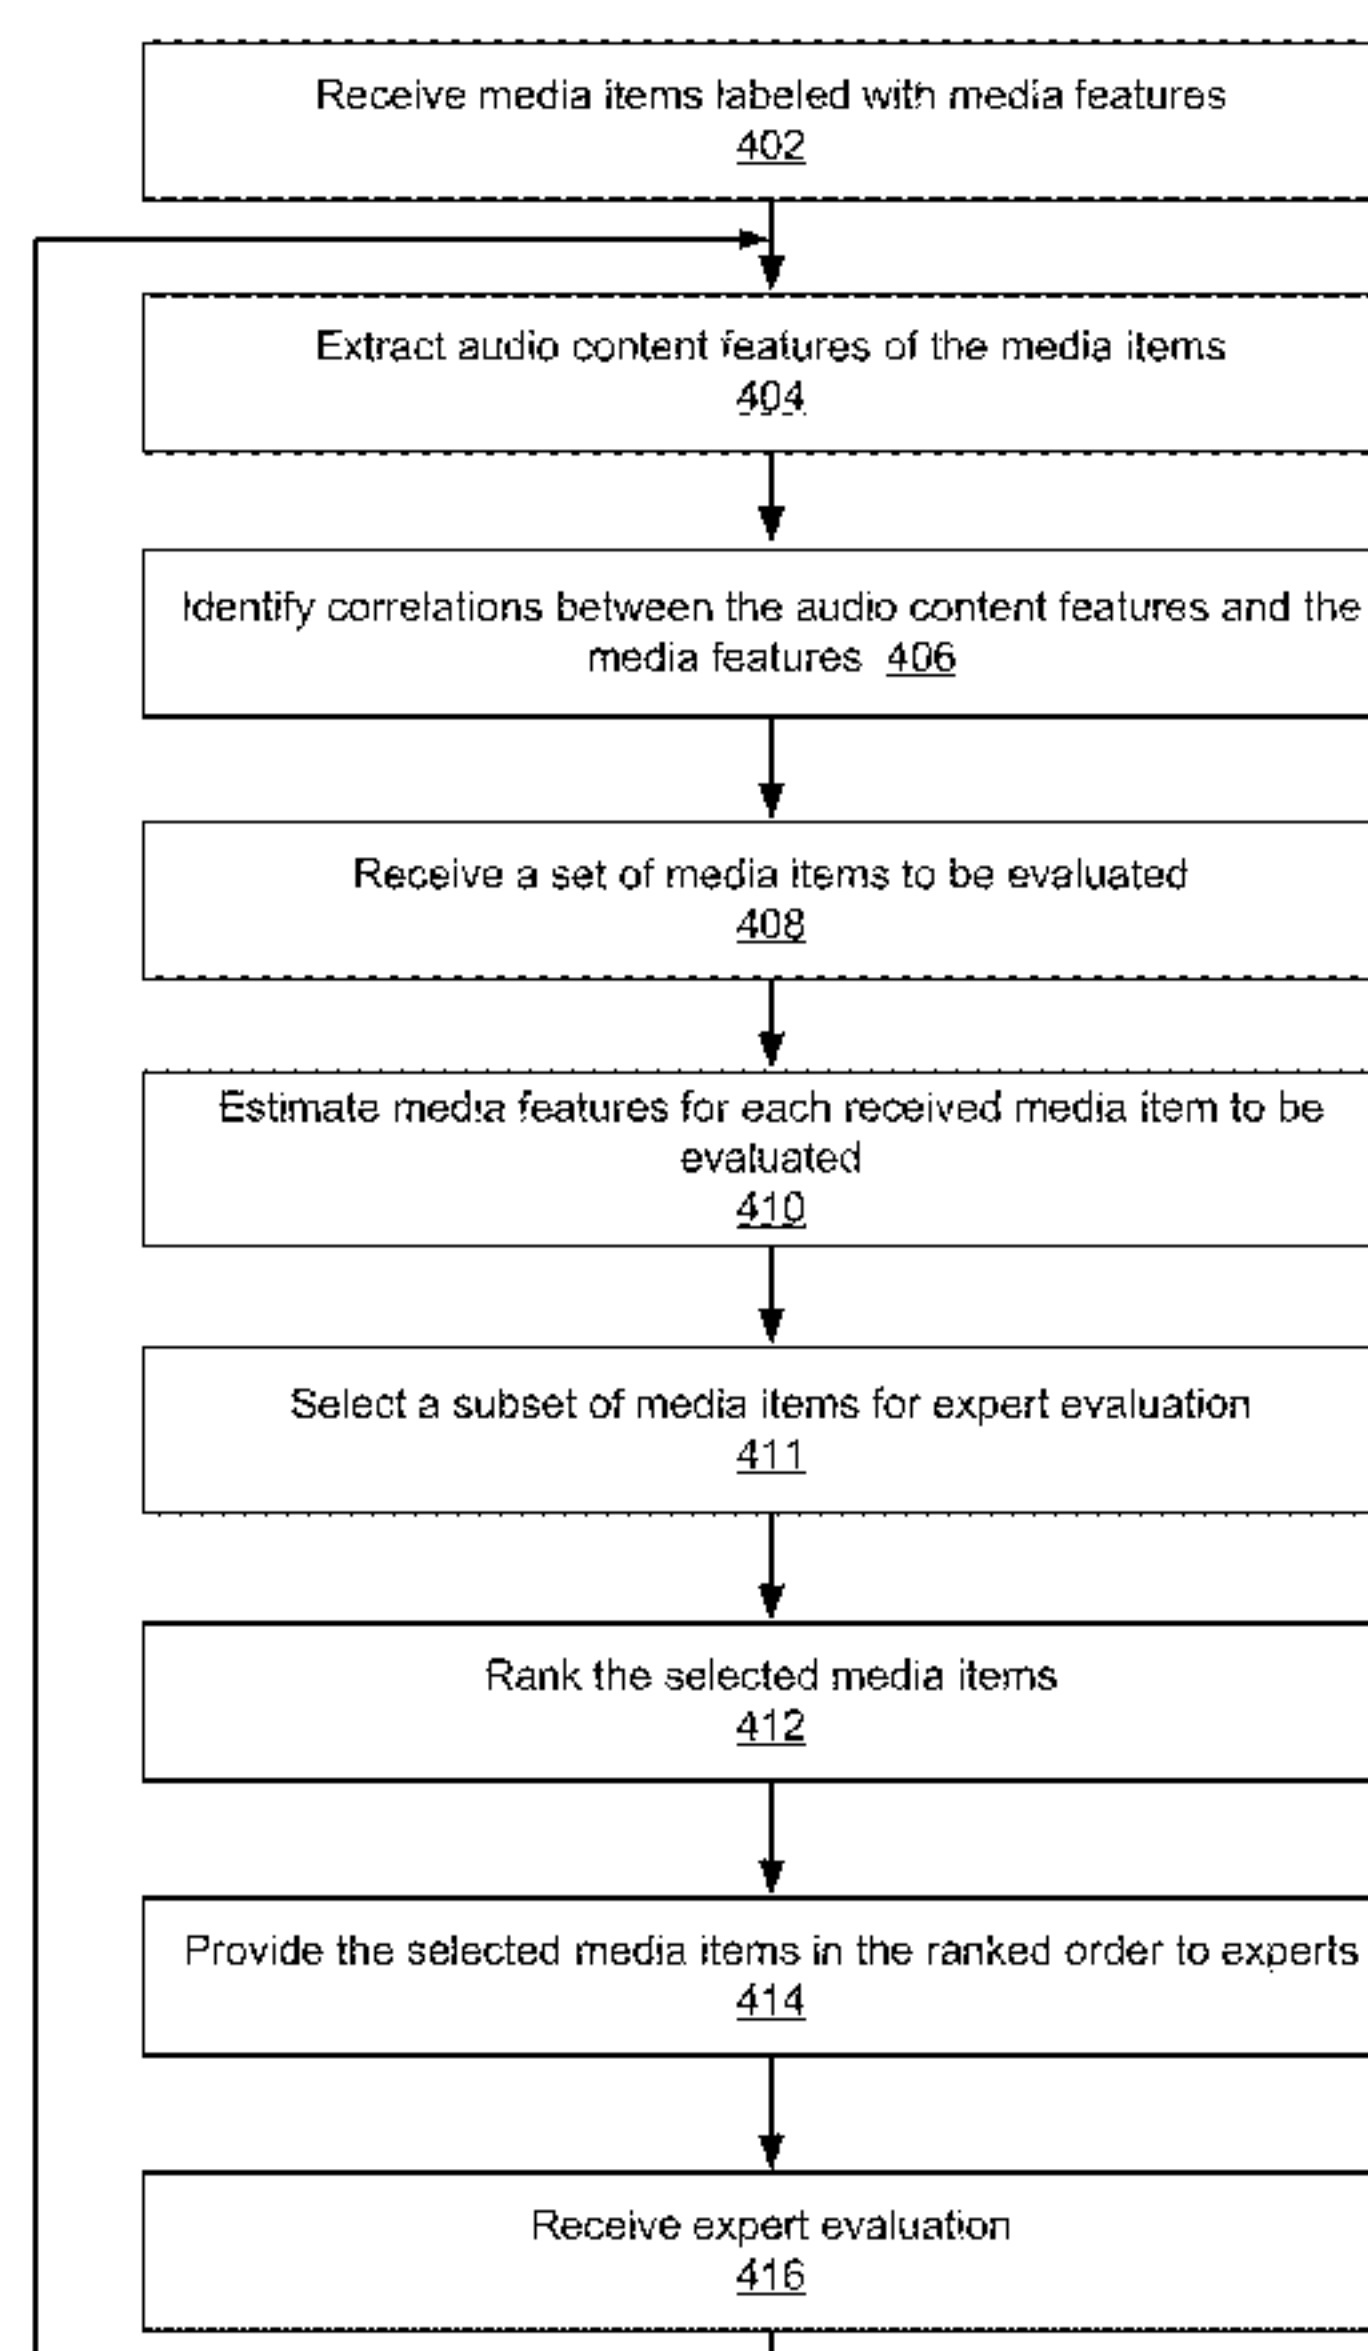 Receive media items labeled with media features
402
Extract audio content features of the media items
404
Identify correlations between the audio content features and the
media features 406
Receive a set of media items to be evaluated
408
Estimate media features for each received media item to be
evaluated
410
Select a subset of media items for expert evaluation
411
Rank the selected media items
412
Provide the selected media items in the ranked order to experts
414
Receive expert evaluation
416